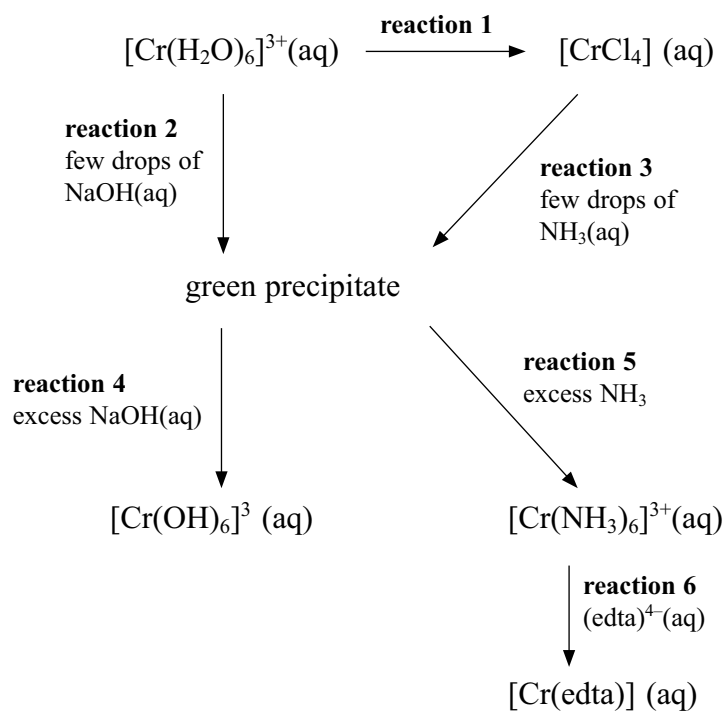 [Cr(H₂O)₆]³⁺(aq)
reaction 1
[CrCl₄] (aq)
reaction 2
few drops of
NaOH(aq)
reaction 3
few drops of
NH₃(aq)
green precipitate
reaction 4
excess NaOH(aq)
reaction 5
excess NH₃
[Cr(OH)₆]³ (aq)
[Cr(NH₃)₆]³⁺(aq)
reaction 6
(edta)⁴⁻(aq)
[Cr(edta)] (aq)